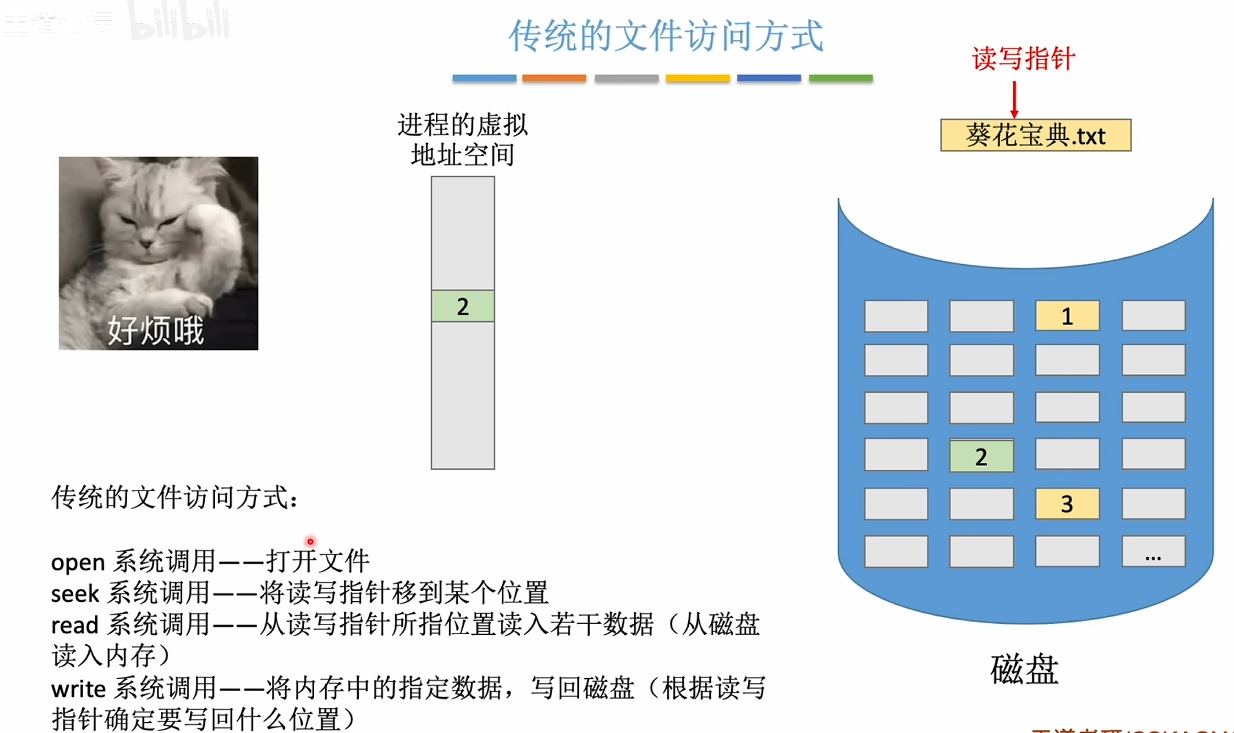 bilibili
传统的文件访问方式
读写指针
葵花宝典.txt
进程的虚拟
地址空间
2
好烦哦
1
2
3
...
磁盘
传统的文件访问方式：
open 系统调用——打开文件
seek 系统调用——将读写指针移到某个位置
read 系统调用——从读写指针所指位置读入若干数据（从磁盘
读入内存）
write 系统调用——将内存中的指定数据，写回磁盘（根据读写
指针确定要写回什么位置）